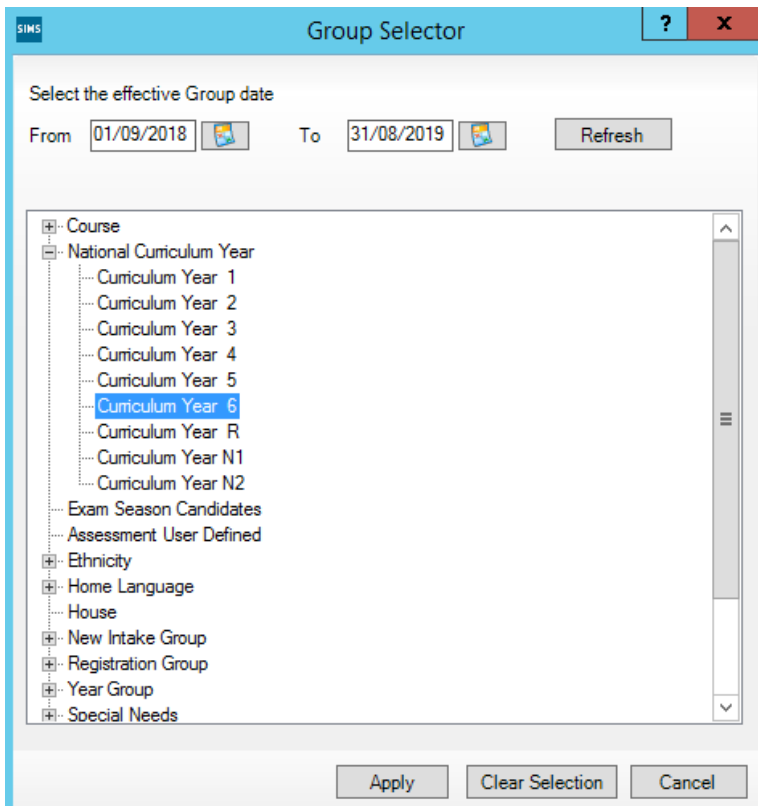 SIMS Group Selector ? x
Select the effective Group date
From 01/09/2018 To 31/08/2019 Refresh
Course
National Curriculum Year
Curriculum Year 1
Curriculum Year 2
Curriculum Year 3
Curriculum Year 4
Curriculum Year 5
Curriculum Year 6
Curriculum Year R
Curriculum Year N1
Curriculum Year N2
Exam Season Candidates
Assessment User Defined
Ethnicity
Home Language
House
New Intake Group
Registration Group
Year Group
Special Needs
Apply Clear Selection Cancel